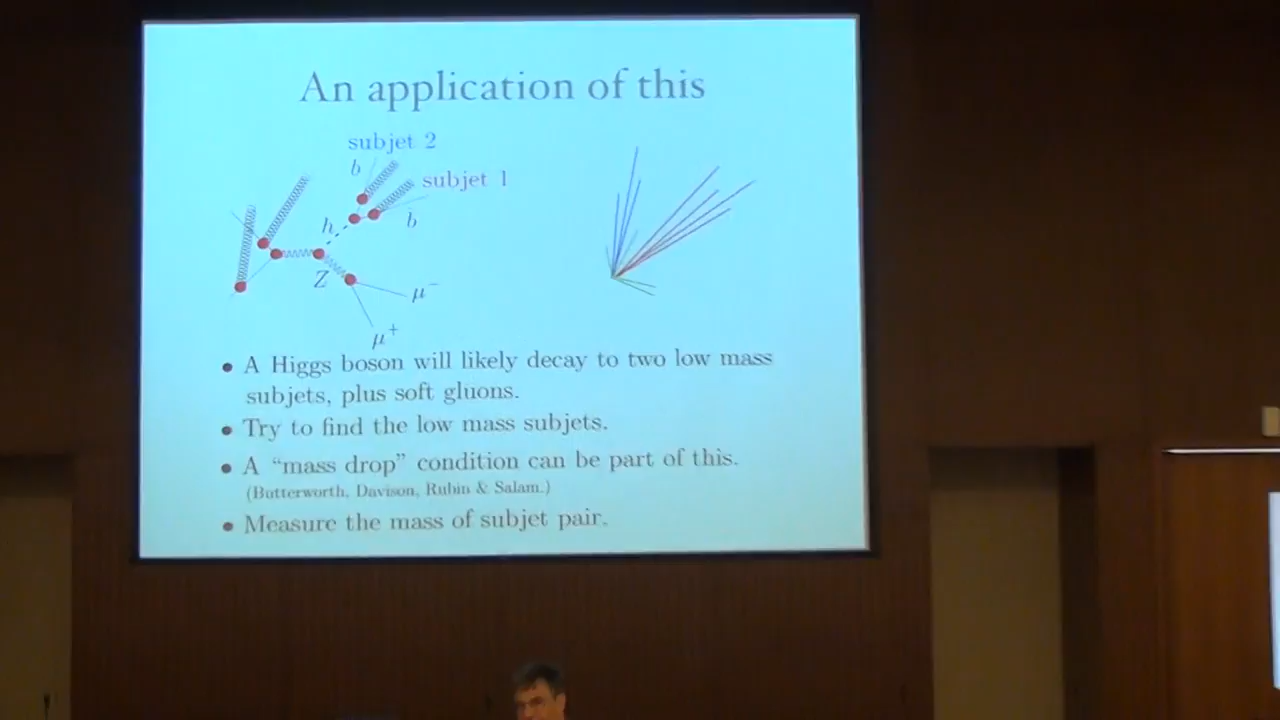 An application of this
subjet 2
b
subjet 1
h
b
Z
μ⁻
μ⁺
• A Higgs boson will likely decay to two low mass
subjets, plus soft gluons.
• Try to find the low mass subjets.
• A “mass drop” condition can be part of this.
(Butterworth, Davison, Rubin & Salam.)
• Measure the mass of subjet pair.